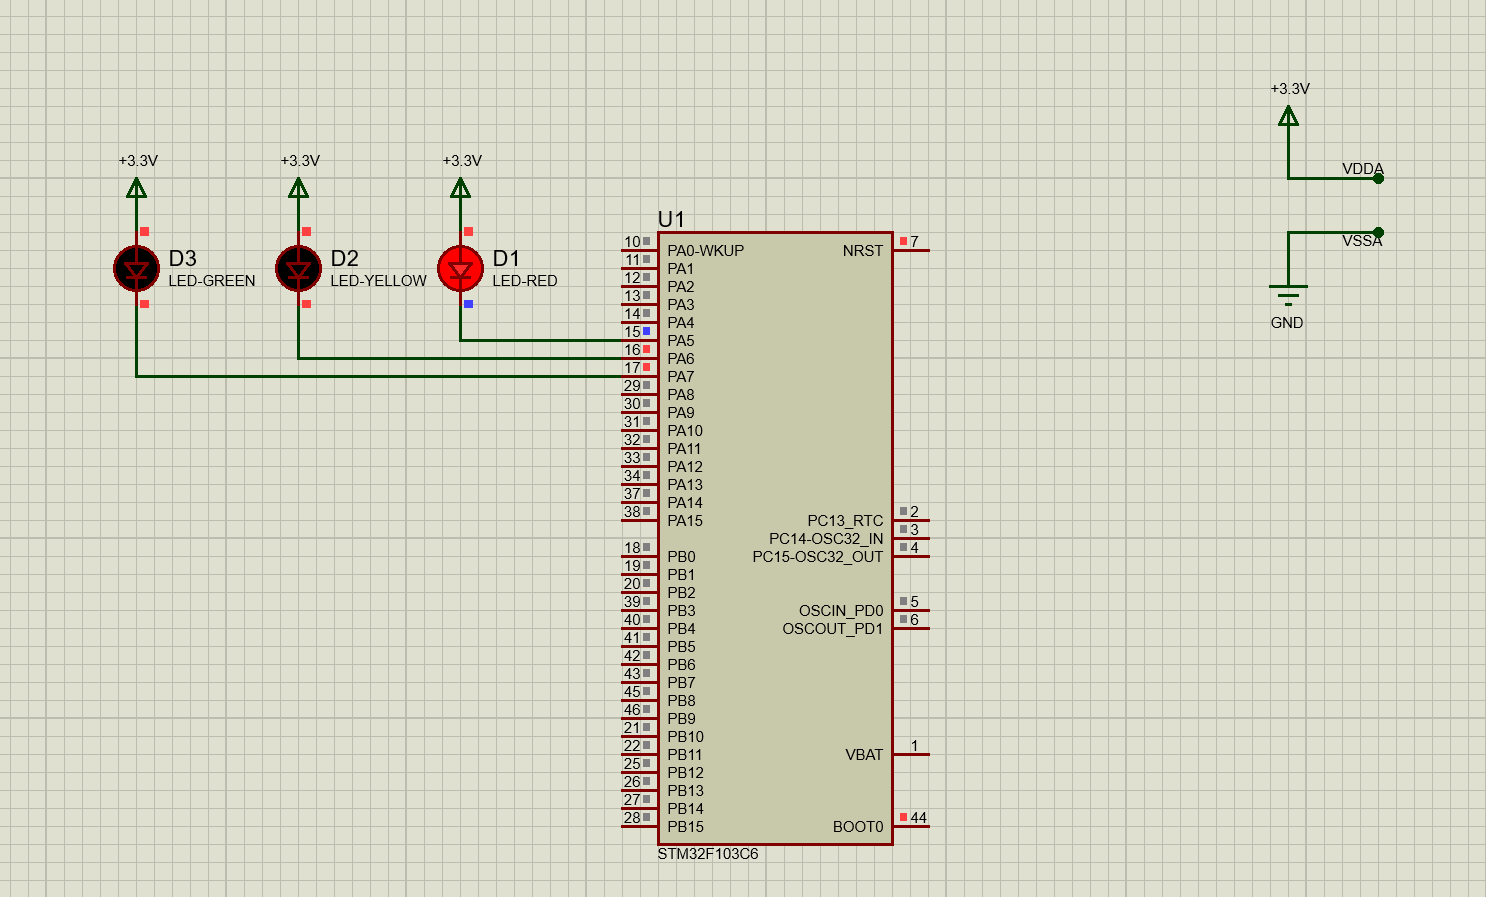 +3.3V
+3.3V +3.3V +3.3V
VDDA
VSSA
GND
D3
LED-GREEN
D2
LED-YELLOW
D1
LED-RED
U1
10 PA0-WKUP NRST 7
11 PA1
12 PA2
13 PA3
14 PA4
15 PA5
16 PA6
17 PA7
29 PA8
30 PA9
31 PA10
32 PA11
33 PA12
34 PA13
37 PA14
38 PA15 PC13_RTC 2
PC14-OSC32_IN 3
18 PB0 PC15-OSC32_OUT 4
19 PB1
20 PB2
39 PB3 OSCIN_PD0 5
40 PB4 OSCOUT_PD1 6
41 PB5
42 PB6
43 PB7
45 PB8
46 PB9
21 PB10
22 PB11 VBAT 1
25 PB12
26 PB13
27 PB14
28 PB15 BOOT0 44
STM32F103C6